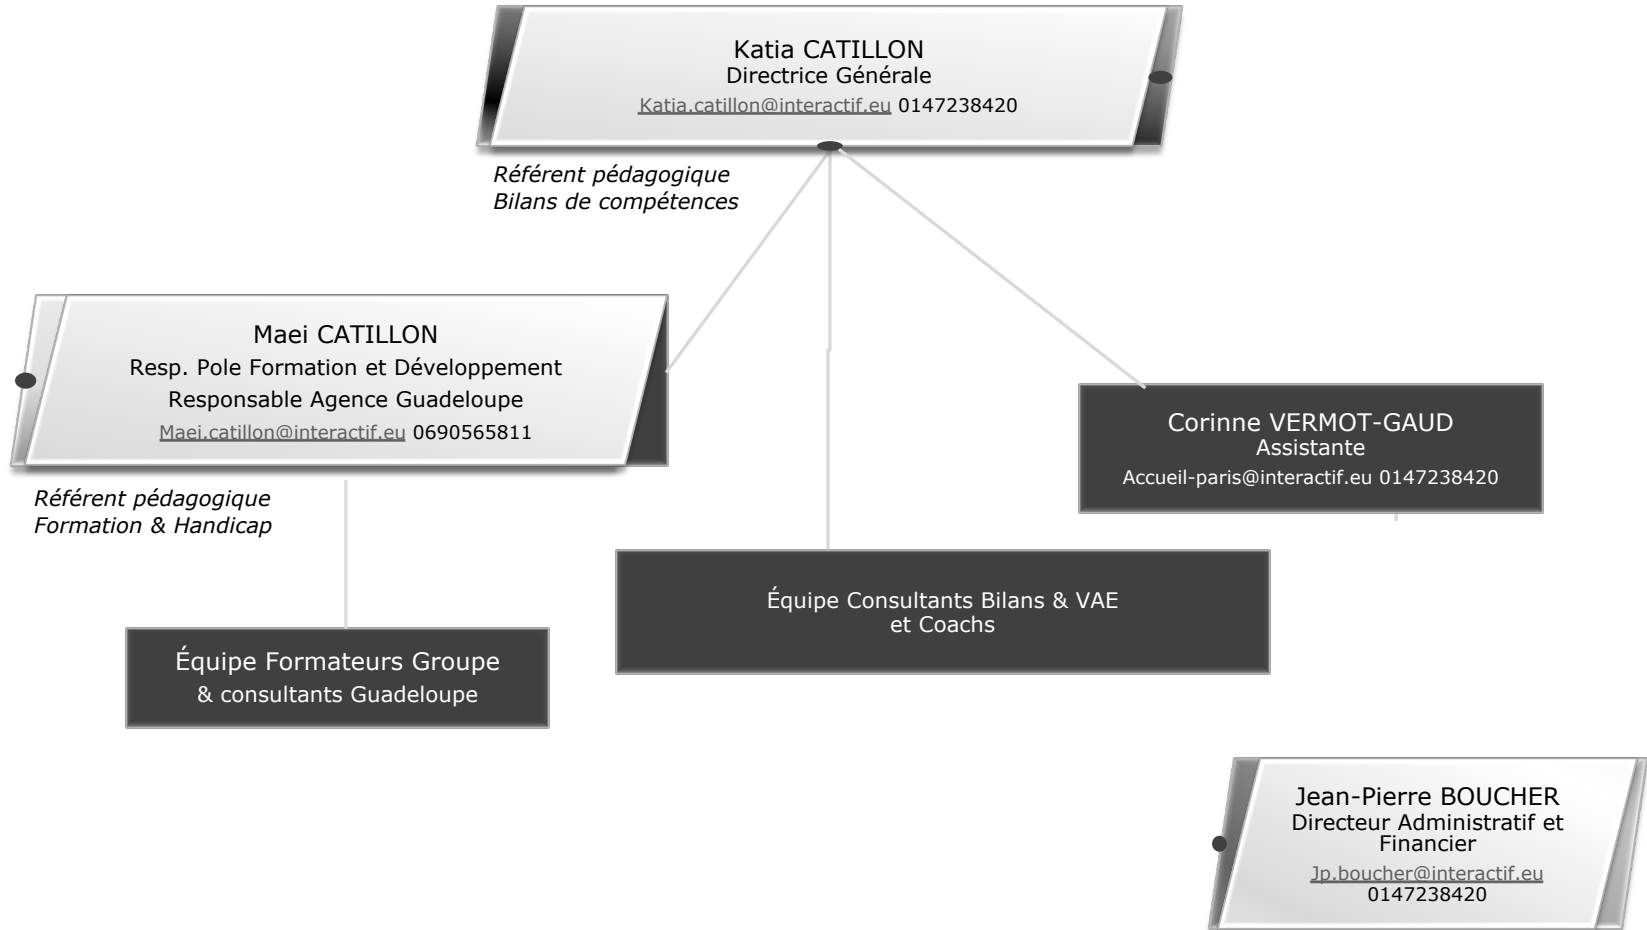 Katia CATILLON
Directrice Générale
Katia.catillon@interactif.eu 0147238420
Référent pédagogique
Bilans de compétences
Maei CATILLON
Resp. Pole Formation et Développement
Responsable Agence Guadeloupe
Maei.catillon@interactif.eu 0690565811
Référent pédagogique
Formation & Handicap
Corinne VERMOT-GAUD
Assistante
Accueil-paris@interactif.eu 0147238420
Équipe Consultants Bilans & VAE
et Coachs
Équipe Formateurs Groupe
& consultants Guadeloupe
Jean-Pierre BOUCHER
Directeur Administratif et
Financier
Jp.boucher@interactif.eu
0147238420